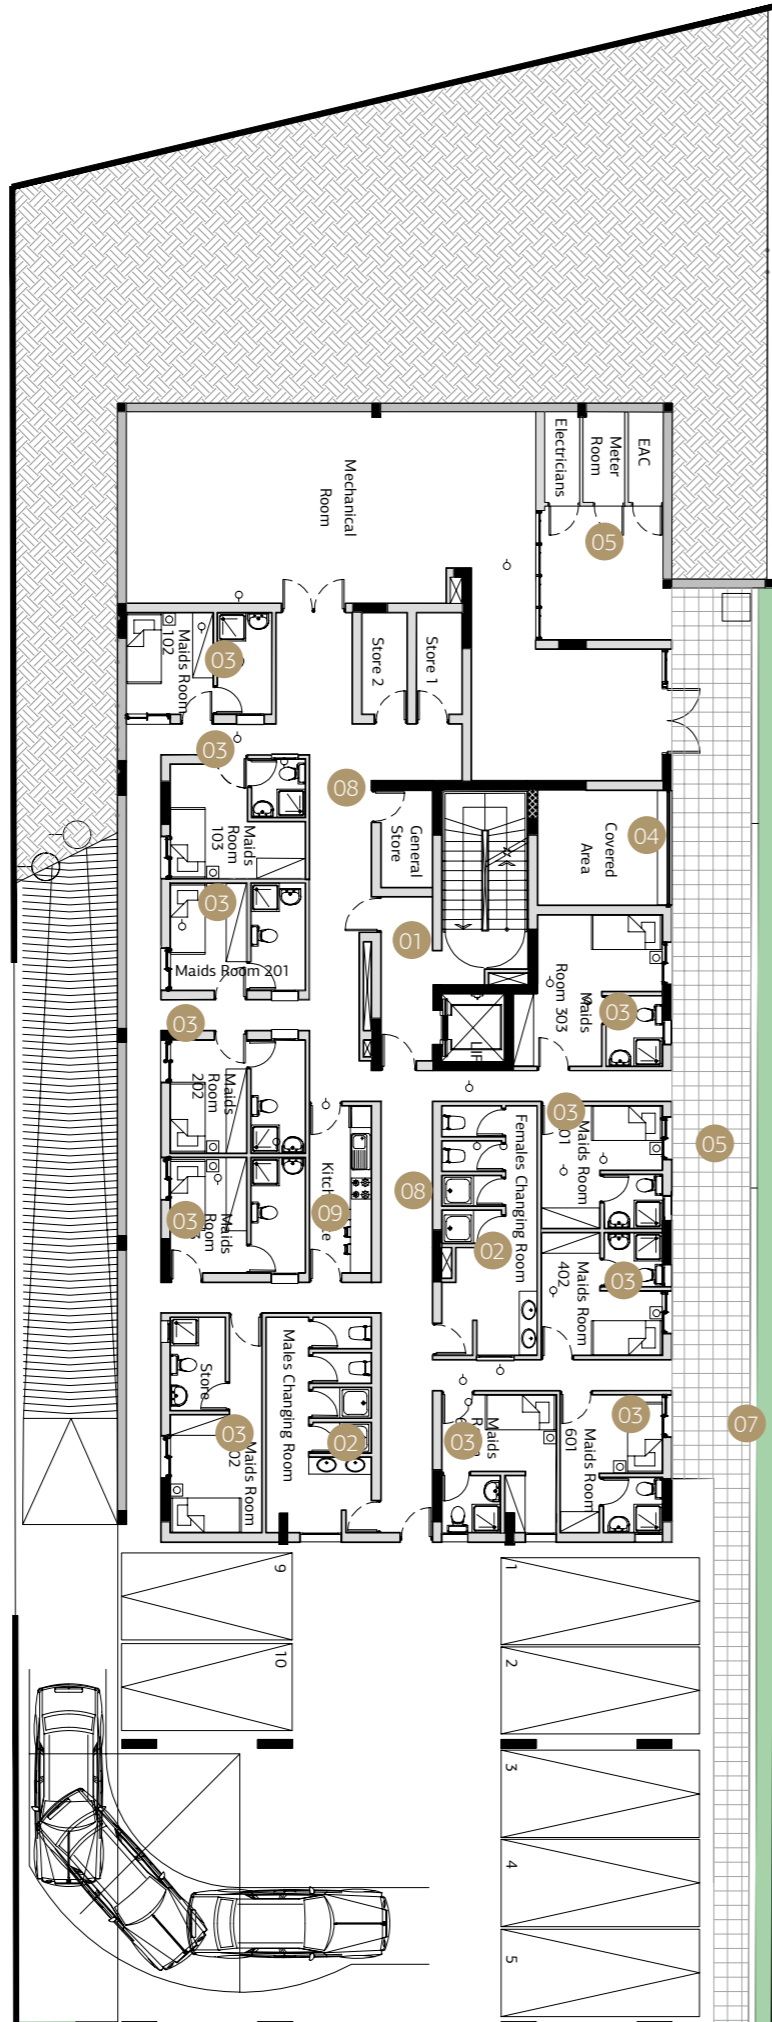 EAC
Meter
Room
Electricians
Mechanical
Room
05
Store 1
Store 2
Maids Room
102
03
03
08
General
Store
Covered
Area
04
Maids
Room
103
03
Maids Room 201
01
Maids
Room 303
03
03
Maids
Room
202
LIF
Females Changing Room
03
Maids Room
05
Maids
Room
03
Kitch
09
08
02
Maids Room
402
03
Store
Males Changing Room
Maids Room
03
02
Maids
03
Maids Room
601
03
07
9
10
1
2
3
4
5